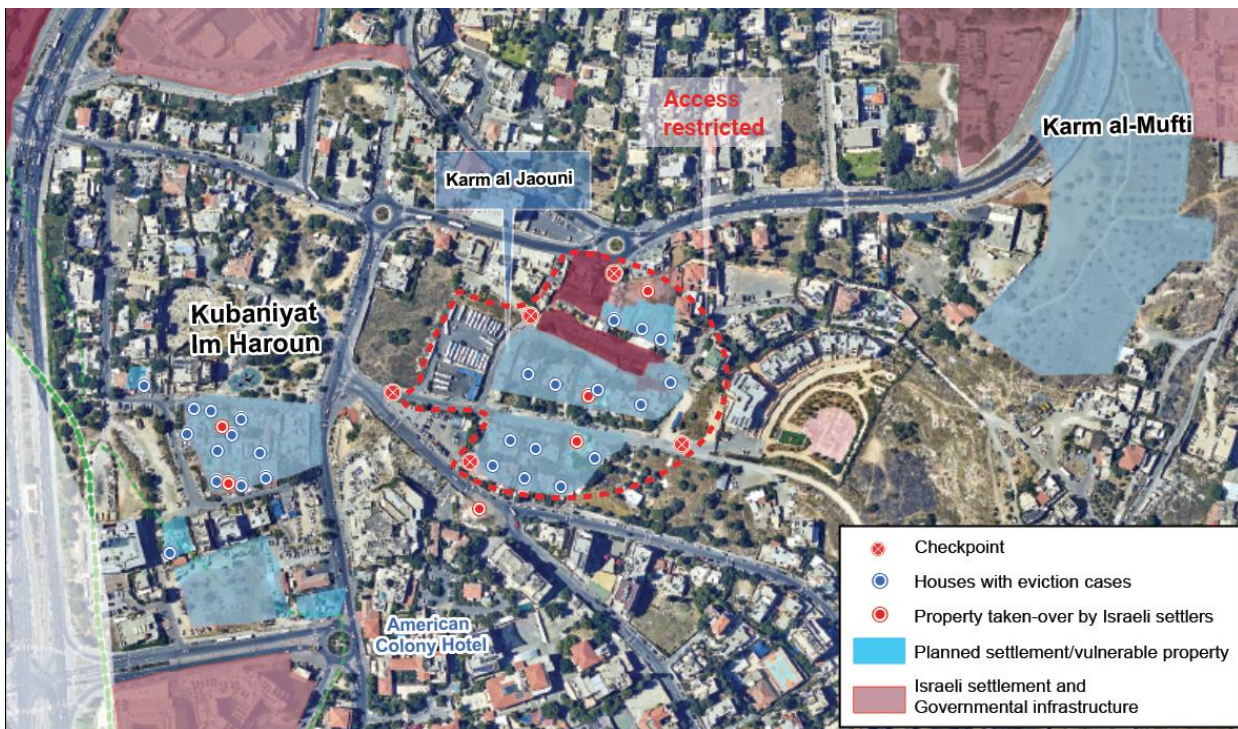 Access
restricted
Karm al-Mufti
Karm al Jaouni
Kubaniyat
Im Haroun
American
Colony Hotel
Checkpoint
Houses with eviction cases
Property taken-over by Israeli settlers
Planned settlement/vulnerable property
Israeli settlement and
Governmental infrastructure